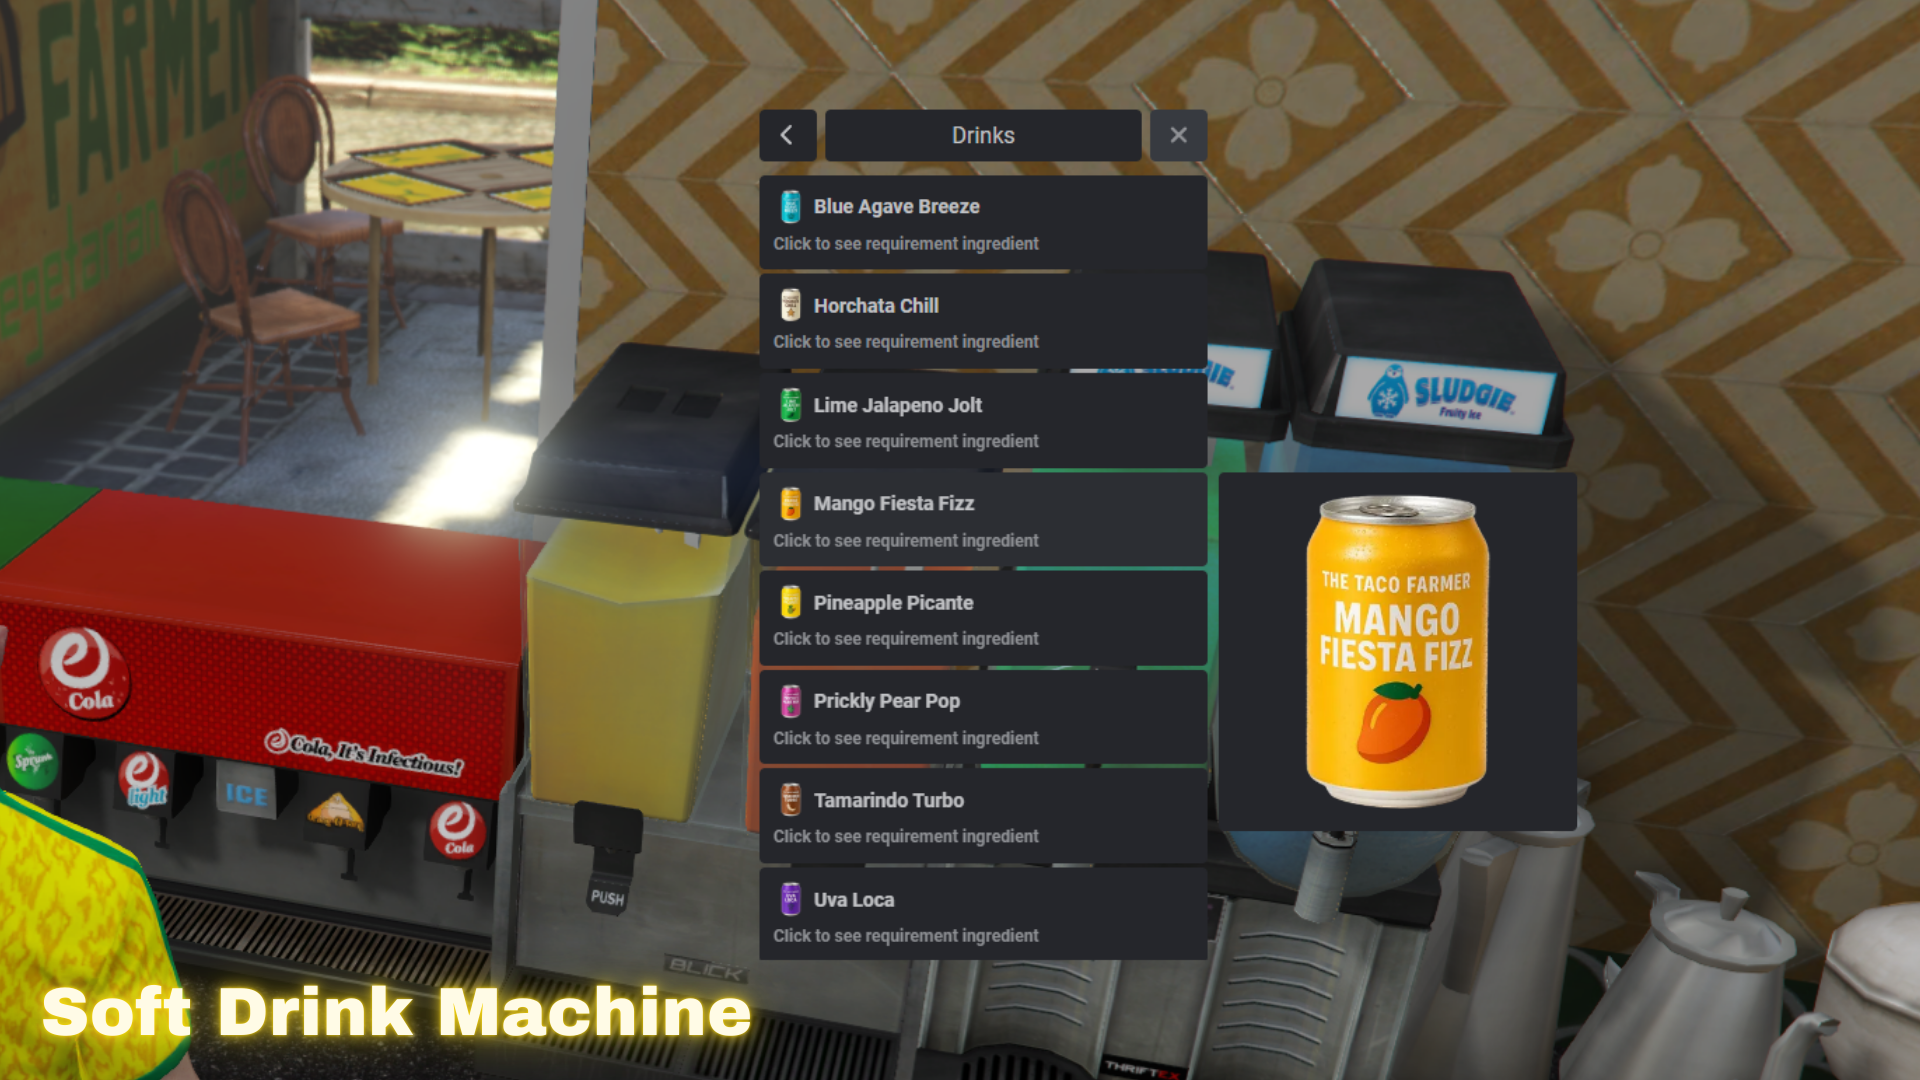 FARMER
egetarian
Drinks
Blue Agave Breeze
Click to see requirement ingredient
Horchata Chill
Click to see requirement ingredient
Lime Jalapeno Jolt
Click to see requirement ingredient
Mango Fiesta Fizz
Click to see requirement ingredient
Pineapple Picante
Click to see requirement ingredient
Prickly Pear Pop
Click to see requirement ingredient
Tamarindo Turbo
Click to see requirement ingredient
Uva Loca
Click to see requirement ingredient
SLUDGIE
Fruity Ice
THE TACO FARMER
MANGO
FIESTA FIZZ
Cola
Cola, It's Infectious!
Sprunk
light
ICE
Cola
PUSH
BLICK
THRIFTEX
Soft Drink Machine